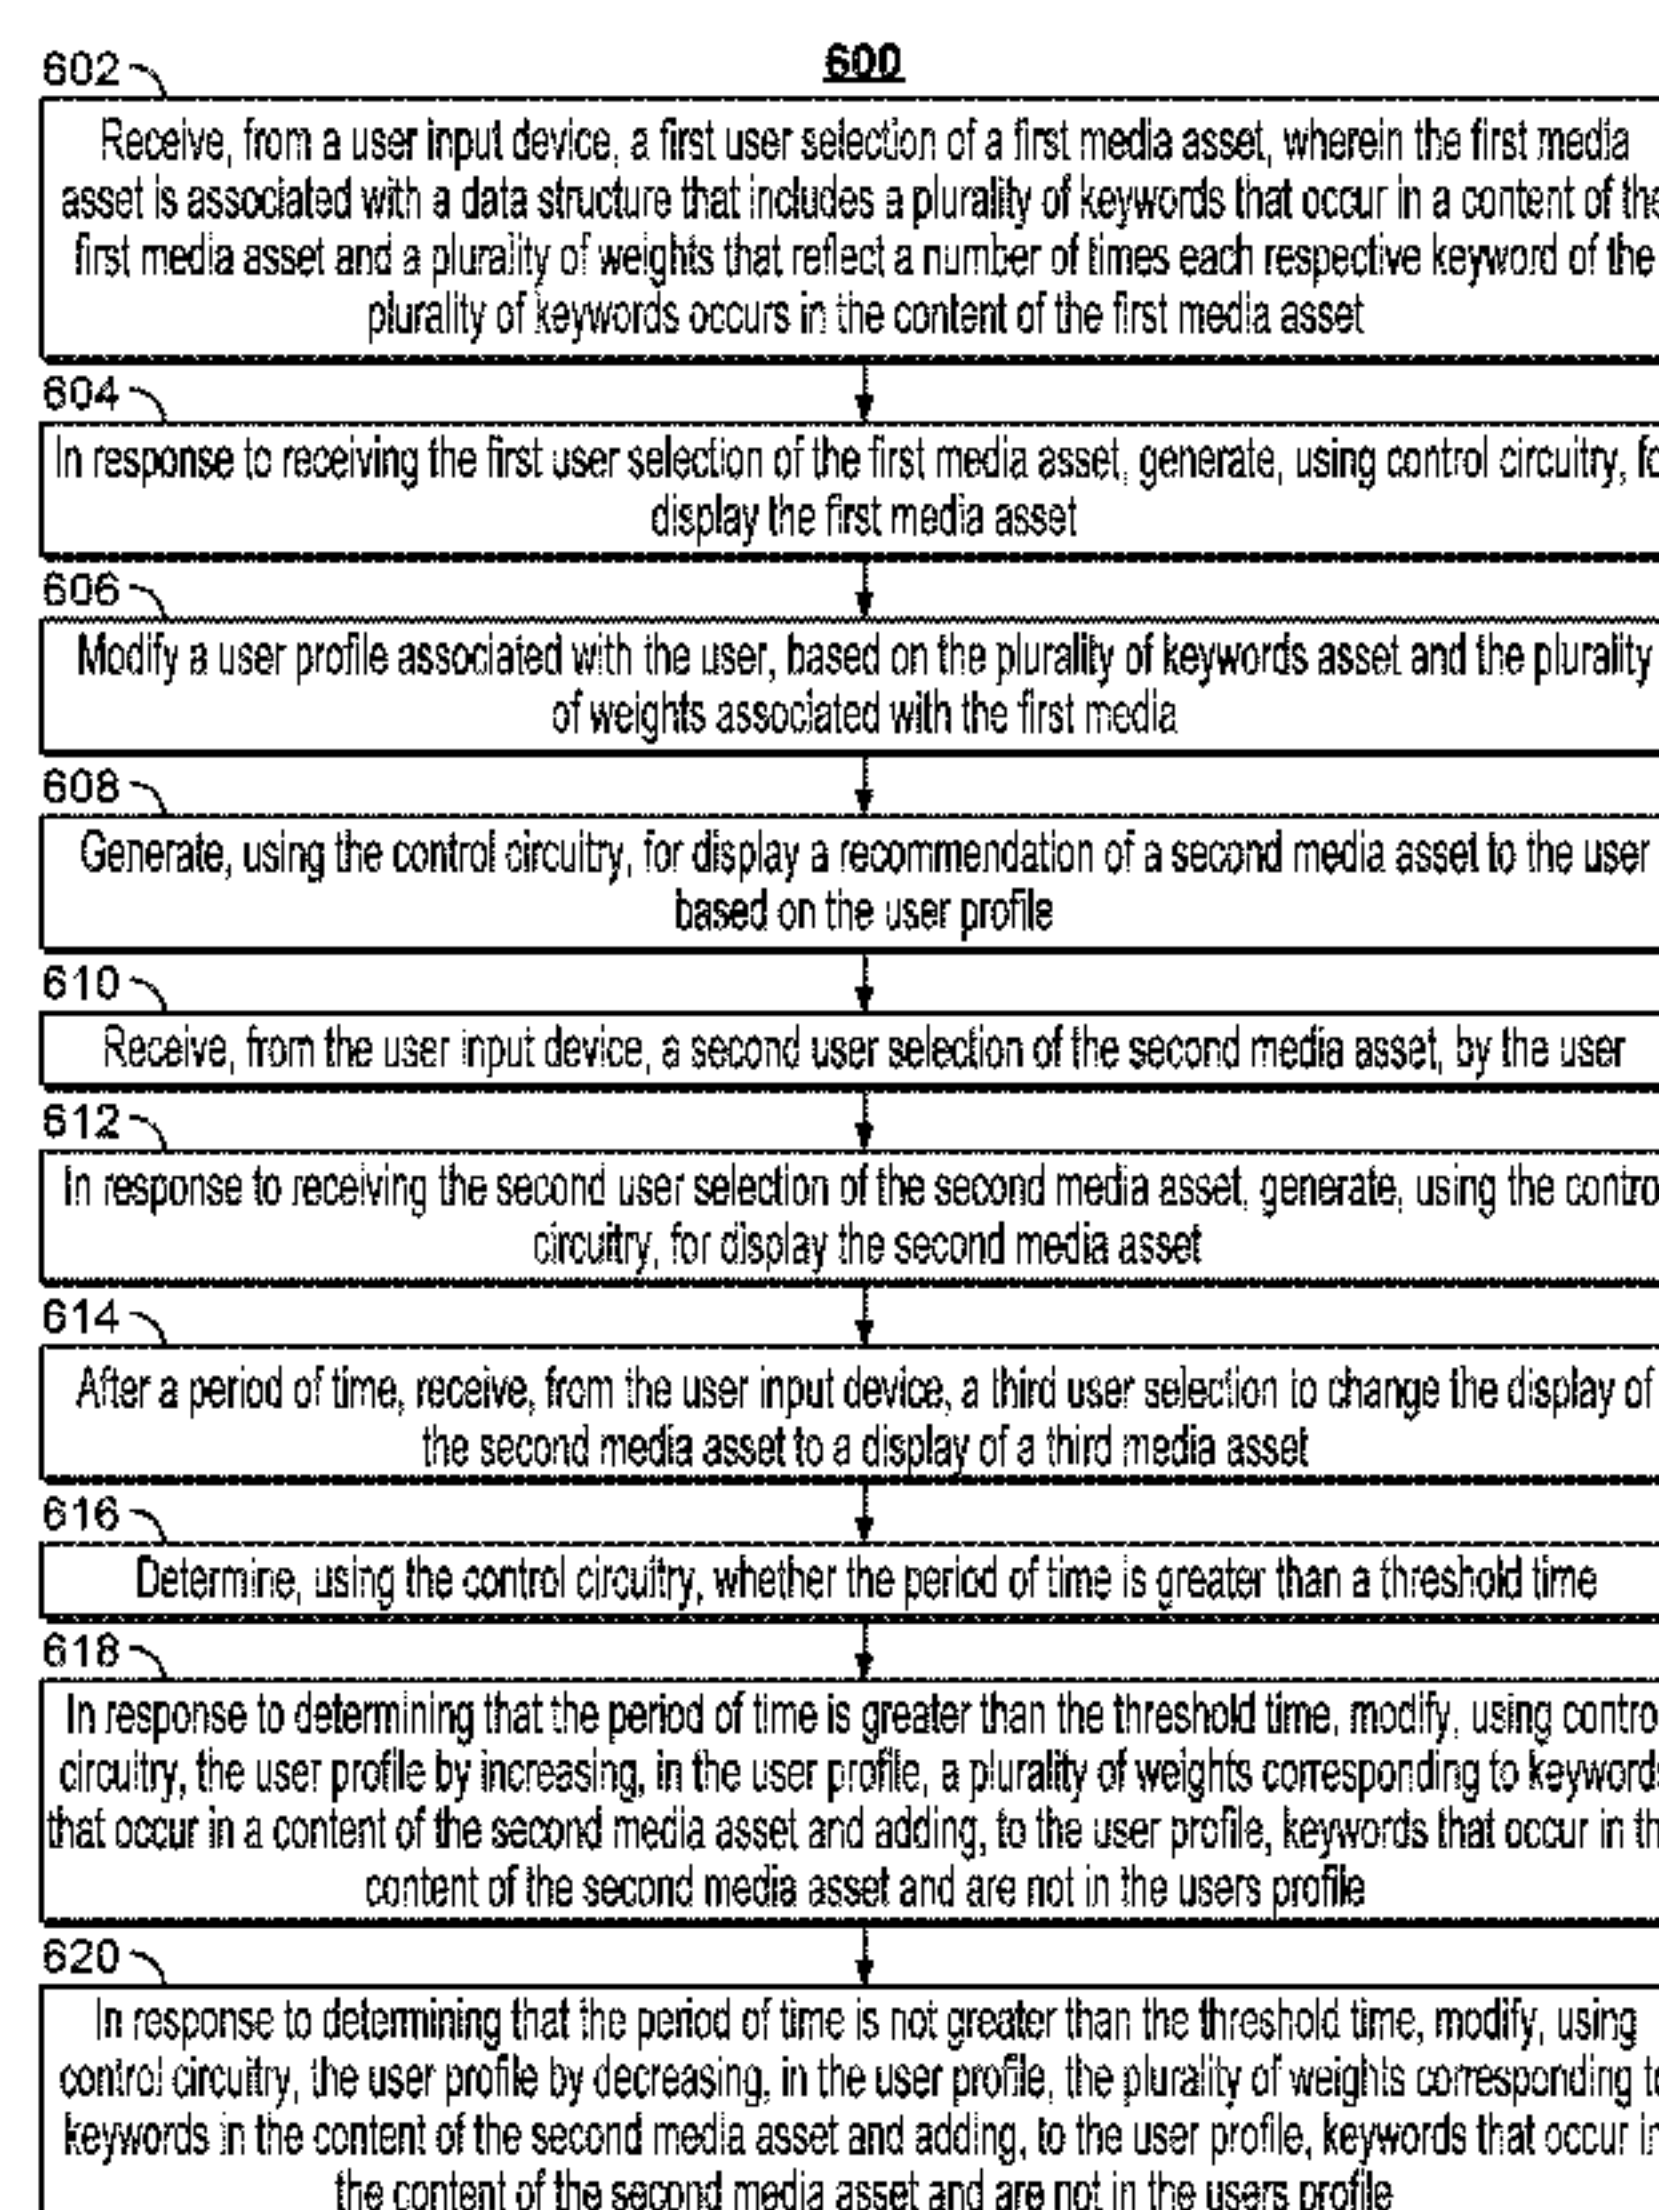 600
602
Receive, from a user input device, a first user selection of a first media asset, wherein the first media
asset is associated with a data structure that includes a plurality of keywords that occur in a content of the
first media asset and a plurality of weights that reflect a number of times each respective keyword of the
plurality of keywords occurs in the content of the first media asset
604
In response to receiving the first user selection of the first media asset, generate, using control circuitry, fo
display the first media asset
606
Modify a user profile associated with the user, based on the plurality of keywords asset and the plurality
of weights associated with the first media
608
Generate, using the control circuitry, for display a recommendation of a second media asset to the user
based on the user profile
610
Receive, from the user input device, a second user selection of the second media asset, by the user
612
In response to receiving the second user selection of the second media asset, generate, using the contro
circuitry, for display the second media asset
614
After a period of time, receive, from the user input device, a third user selection to change the display of
the second media asset to a display of a third media asset
616
Determine, using the control circuitry, whether the period of time is greater than a threshold time
618
In response to determining that the period of time is greater than the threshold time, modify, using contro
circuitry, the user profile by increasing, in the user profile, a plurality of weights corresponding to keywords
that occur in a content of the second media asset and adding, to the user profile, keywords that occur in th
content of the second media asset and are not in the users profile
620
In response to determining that the period of time is not greater than the threshold time, modify, using
control circuitry, the user profile by decreasing, in the user profile, the plurality of weights corresponding to
keywords in the content of the second media asset and adding, to the user profile, keywords that occur in
the content of the second media asset and are not in the users profile